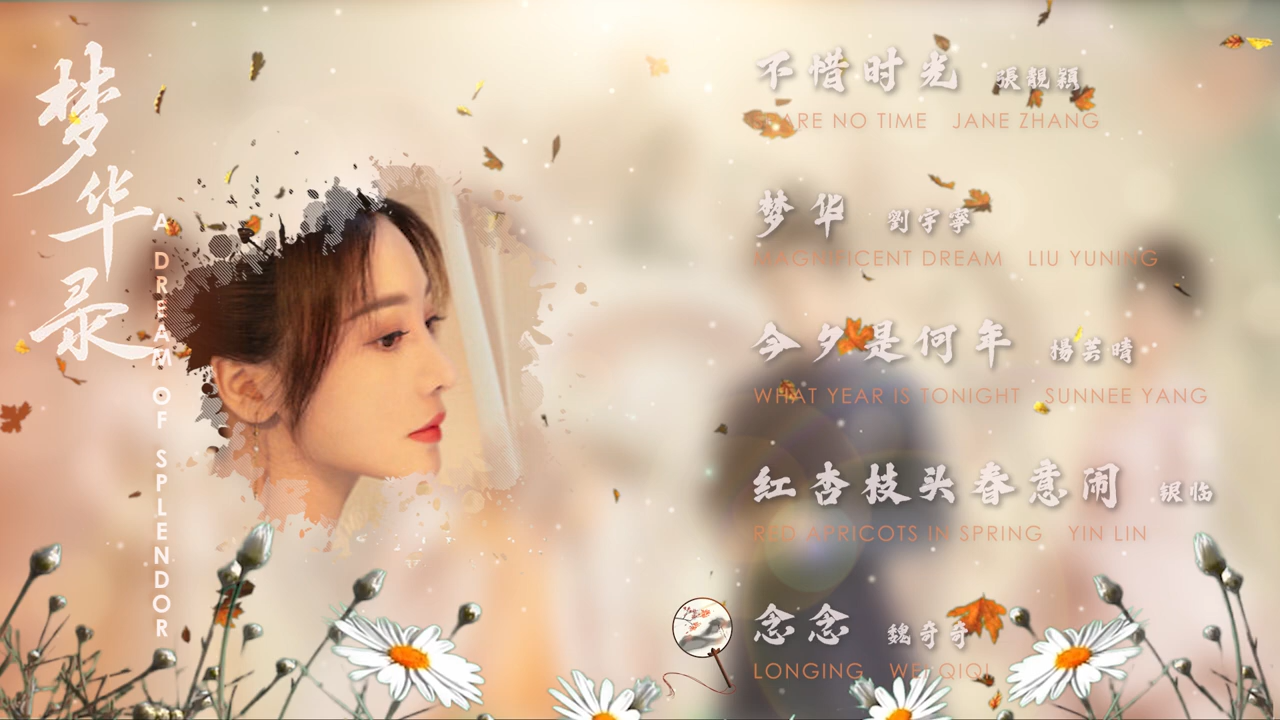 梦华录
A DREAM OF SPLENDOR
不惜时光 張靚穎
ARE NO TIME JANE ZHANG
梦华 劉宇寧
MAGNIFICENT DREAM LIU YUNING
今夕是何年 楊芸晴
WHAT YEAR IS TONIGHT SUNNEE YANG
红杏枝头春意闹 银临
RED APRICOTS IN SPRING YIN LIN
念念 魏奇奇
LONGING WEI QIQI